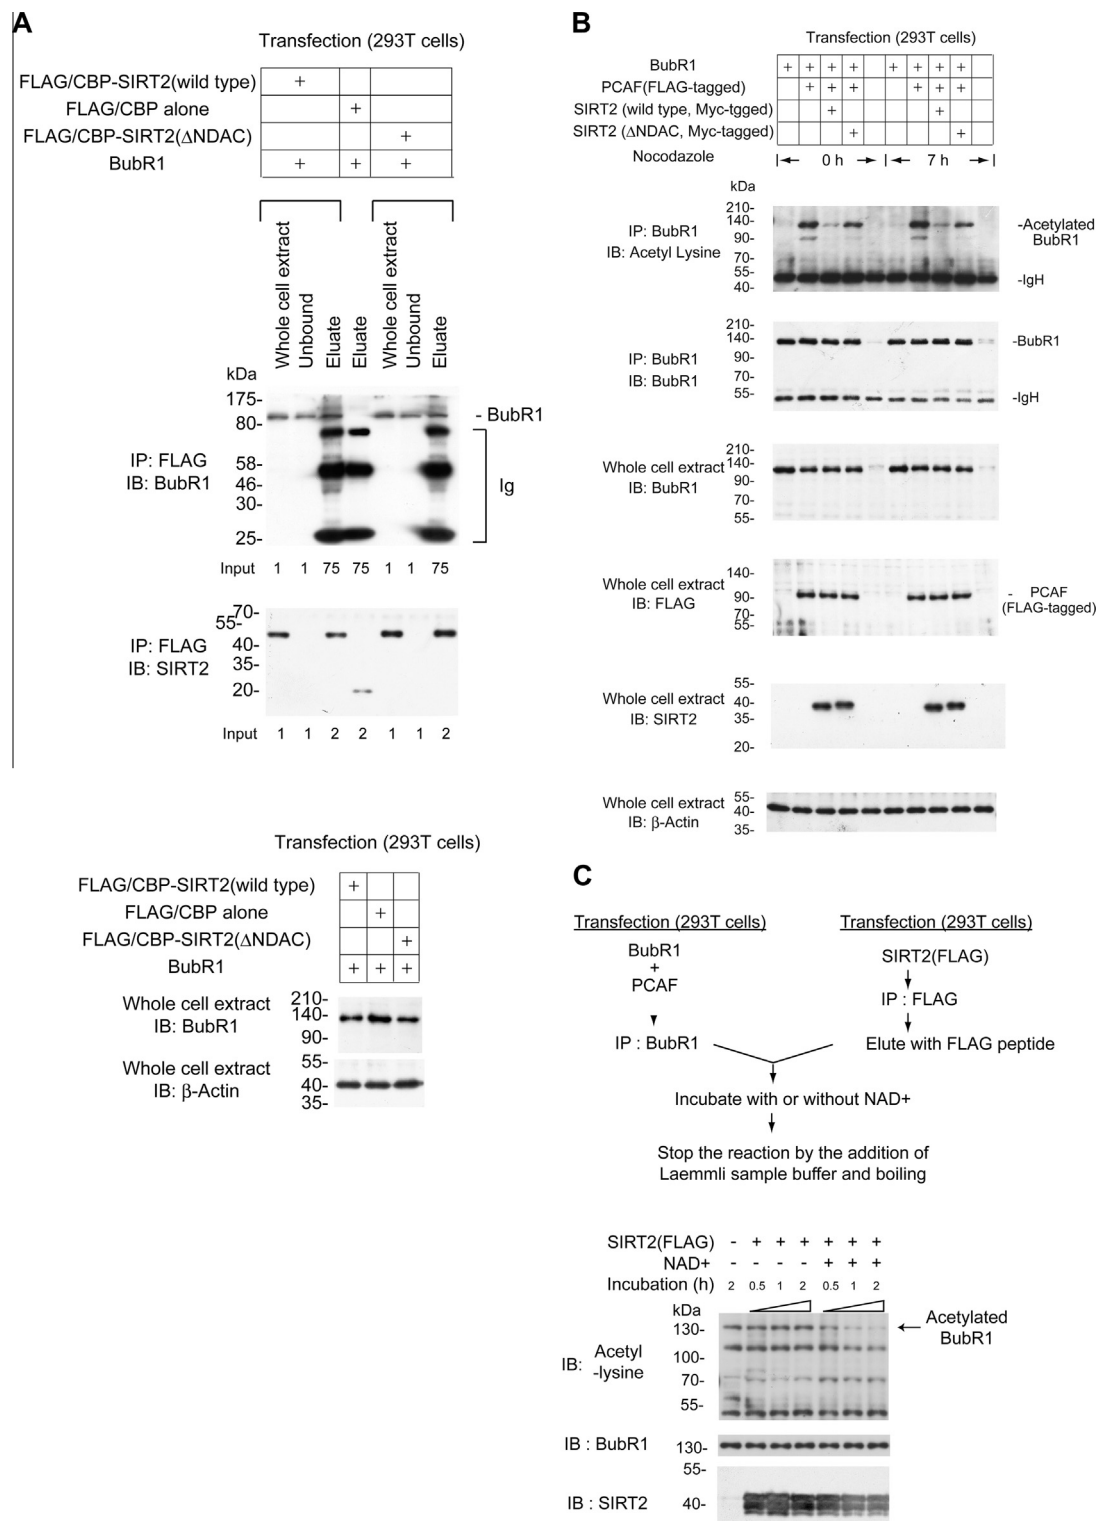 A
Transfection (293T cells)
FLAG/CBP-SIRT2(wild type) +
FLAG/CBP alone +
FLAG/CBP-SIRT2(ΔNDAC) +
BubR1 + + +
Whole cell extract
Unbound
Eluate
Eluate
Whole cell extract
Unbound
Eluate
kDa
175-
80-
58-
46-
30-
25-
- BubR1
Ig
IP: FLAG
IB: BubR1
Input 1 1 75 75 1 1 75
70-
55-
40-
35-
20-
IP: FLAG
IB: SIRT2
Input 1 1 2 2 1 1 2
Transfection (293T cells)
FLAG/CBP-SIRT2(wild type) +
FLAG/CBP alone +
FLAG/CBP-SIRT2(ΔNDAC) +
BubR1 + + +
Whole cell extract
IB: BubR1
210-
140-
90-
Whole cell extract
IB: β-Actin
55-
40-
35-
B
Transfection (293T cells)
BubR1 + + + + + + + +
PCAF(FLAG-tagged) + + + + + +
SIRT2 (wild type, Myc-tgged) + +
SIRT2 (ΔNDAC, Myc-tagged) + +
Nocodazole 0 h 7 h
kDa
210-
140-
90-
70-
55-
40-
IP: BubR1
IB: Acetyl Lysine
-Acetylated
BubR1
-IgH
210-
140-
90-
70-
55-
IP: BubR1
IB: BubR1
-BubR1
-IgH
210-
140-
90-
70-
55-
Whole cell extract
IB: BubR1
140-
90-
70-
55-
Whole cell extract
IB: FLAG
- PCAF
(FLAG-tagged)
55-
40-
35-
20-
Whole cell extract
IB: SIRT2
55-
40-
35-
Whole cell extract
IB: β-Actin
C
Transfection (293T cells)
BubR1
+
PCAF
IP : BubR1
Transfection (293T cells)
SIRT2(FLAG)
IP : FLAG
Elute with FLAG peptide
Incubate with or without NAD+
Stop the reaction by the addition of
Laemmli sample buffer and boiling
SIRT2(FLAG) - + + + + + +
NAD+ - - - - + + +
Incubation (h) 2 0.5 1 2 0.5 1 2
kDa
130-
100-
70-
55-
IB: Acetyl
-lysine
Acetylated
BubR1
IB : BubR1 130-
55-
IB : SIRT2 40-